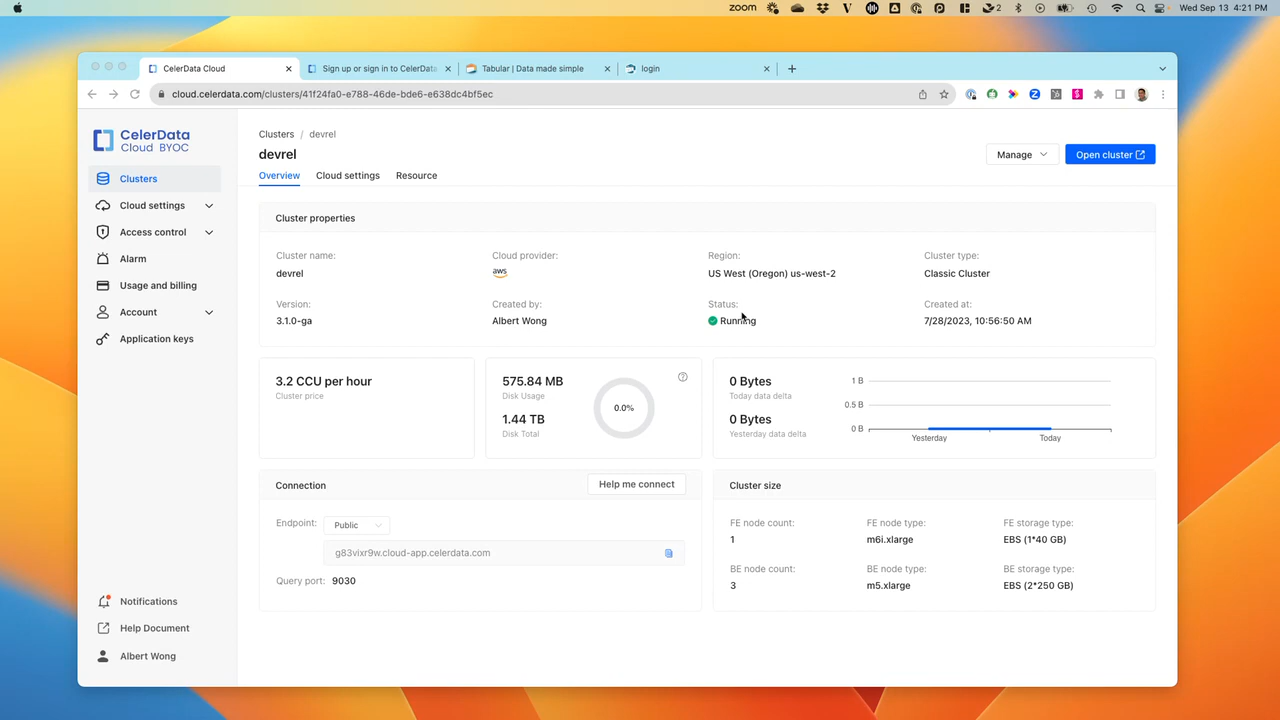 zoom
2
Wed Sep 13 4:21 PM
CelerData Cloud
Sign up or sign in to CelerData
Tabular | Data made simple
login
cloud.celerdata.com/clusters/41f24fa0-e788-46de-bde6-e638dc4bf5ec
CelerData
Cloud BYOC
Clusters
Cloud settings
Access control
Alarm
Usage and billing
Account
Application keys
Notifications
Help Document
Albert Wong
Clusters / devrel
devrel
Manage
Open cluster
Overview Cloud settings Resource
Cluster properties
Cluster name: Cloud provider: Region: Cluster type:
devrel aws US West (Oregon) us-west-2 Classic Cluster
Version: Created by: Status: Created at:
3.1.0-ga Albert Wong Running 7/28/2023, 10:56:50 AM
3.2 CCU per hour
Cluster price
575.84 MB
Disk Usage
1.44 TB
Disk Total
0.0%
0 Bytes
Today data delta
0 Bytes
Yesterday data delta
1 B
0.5 B
0 B
Yesterday Today
Connection
Help me connect
Endpoint: Public
g83vixr9w.cloud-app.celerdata.com
Query port: 9030
Cluster size
FE node count: FE node type: FE storage type:
1 m6i.xlarge EBS (1*40 GB)
BE node count: BE node type: BE storage type:
3 m5.xlarge EBS (2*250 GB)